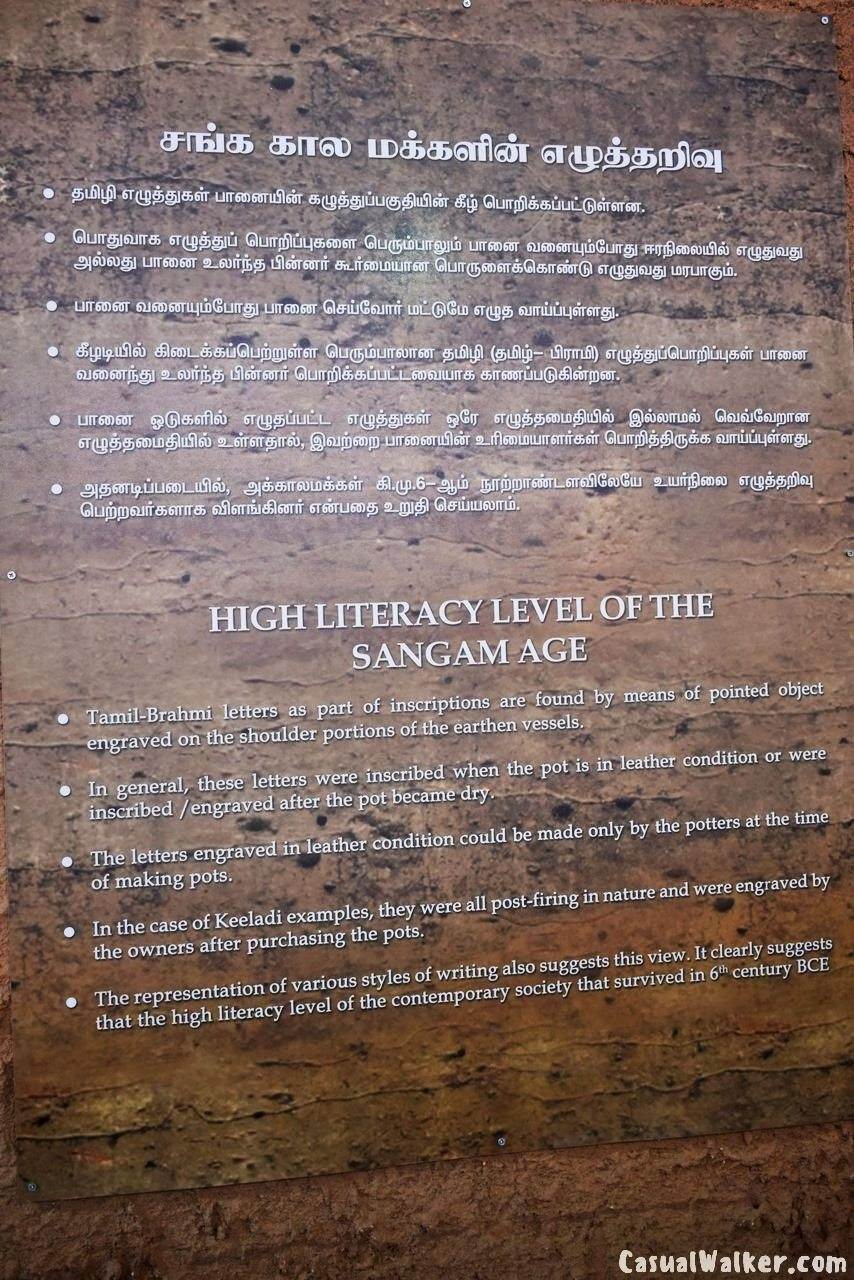 சங்க கால மக்களின் எழுத்தறிவு
• தமிழி எழுத்துகள் பானையின் கழுத்துப்பகுதியின் கீழ் பொறிக்கப்பட்டுள்ளன.
• பொதுவாக எழுத்துப் பொறிப்புகளை பெரும்பாலும் பானை வனையும்போது ஈரநிலையில் எழுதுவது
அல்லது பானை உலர்ந்த பின்னர் கூர்மையான பொருளைக்கொண்டு எழுதுவது மரபாகும்.
• பானை வனையும்போது பானை செய்வோர் மட்டுமே எழுத வாய்ப்புள்ளது.
• கீழடியில் கிடைக்கப்பெற்றுள்ள பெரும்பாலான தமிழி (தமிழ்– பிராமி) எழுத்துப்பொறிப்புகள் பானை
வனைந்து உலர்ந்த பின்னர் பொறிக்கப்பட்டவையாக காணப்படுகின்றன.
• பானை ஓடுகளில் எழுதப்பட்ட எழுத்துகள் ஒரே எழுத்தமைதியில் இல்லாமல் வெவ்வேறான
எழுத்தமைதியில் உள்ளதால், இவற்றை பானையின் உரிமையாளர்கள் பொறித்திருக்க வாய்ப்புள்ளது.
• அதனடிப்படையில், அக்காலமக்கள் கி.மு.6–ஆம் நூற்றாண்டளவிலேயே உயர்நிலை எழுத்தறிவு
பெற்றவர்களாக விளங்கினர் என்பதை உறுதி செய்யலாம்.
HIGH LITERACY LEVEL OF THE
SANGAM AGE
• Tamil-Brahmi letters as part of inscriptions are found by means of pointed object
engraved on the shoulder portions of the earthen vessels.
• In general, these letters were inscribed when the pot is in leather condition or were
inscribed /engraved after the pot became dry.
• The letters engraved in leather condition could be made only by the potters at the time
of making pots.
• In the case of Keeladi examples, they were all post-firing in nature and were engraved by
the owners after purchasing the pots.
• The representation of various styles of writing also suggests this view. It clearly suggests
that the high literacy level of the contemporary society that survived in 6th century BCE
CasualWalker.com